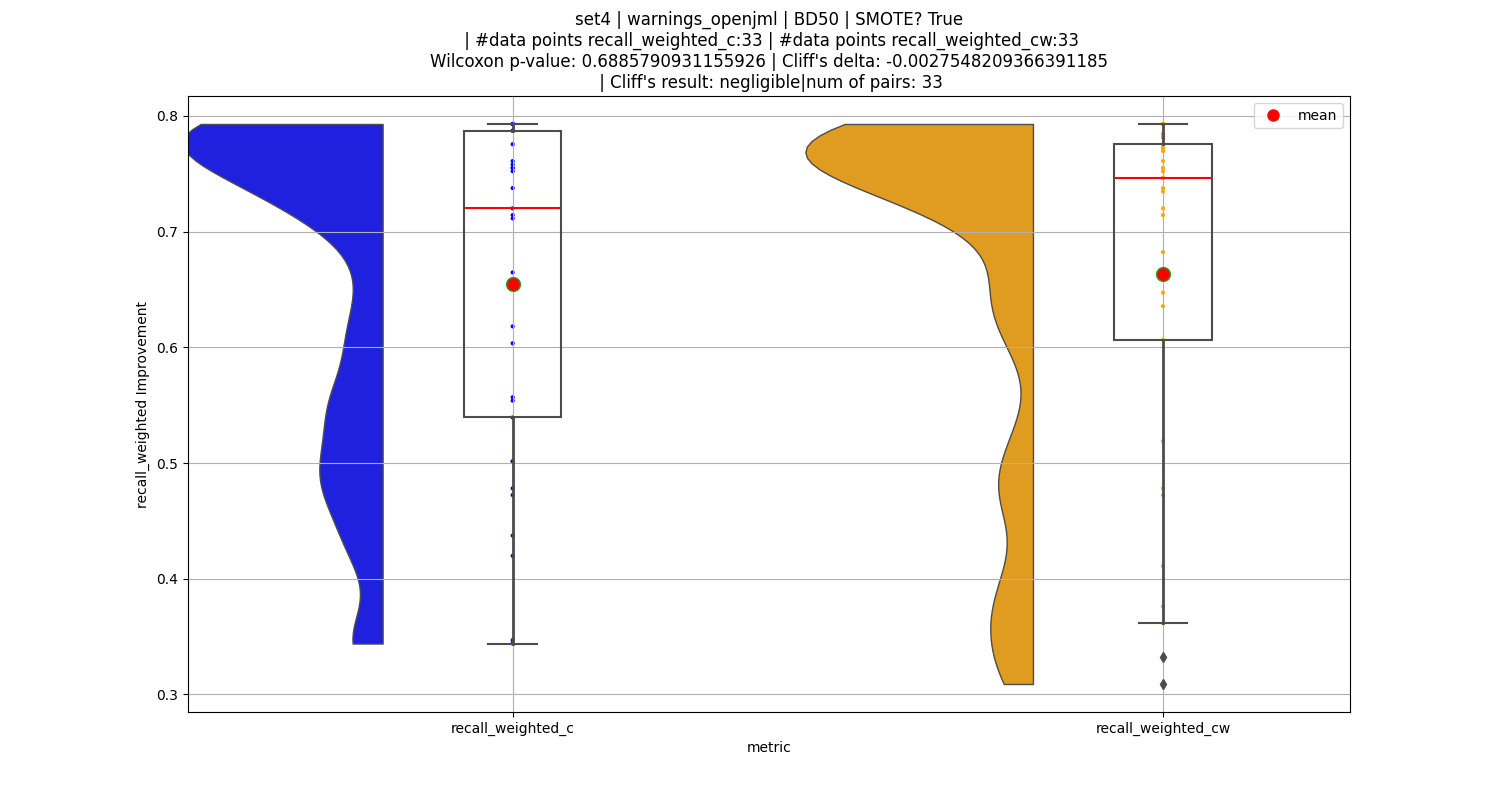 set4 | warnings_openjml | BD50 | SMOTE? True
| #data points recall_weighted_c:33 | #data points recall_weighted_cw:33
Wilcoxon p-value: 0.6885790931155926 | Cliff's delta: -0.0027548209366391185
| Cliff's result: negligible|num of pairs: 33
mean
0.8
0.7
0.6
0.5
0.4
0.3
recall_weighted Improvement
recall_weighted_c
recall_weighted_cw
metric